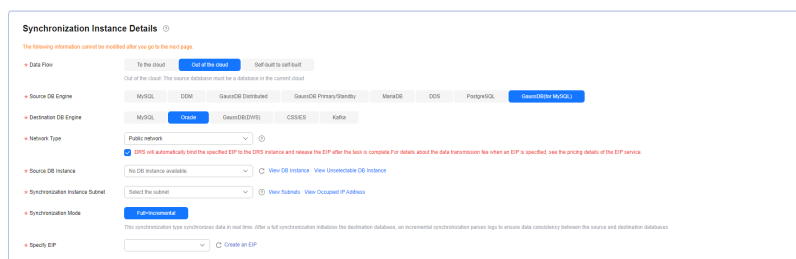 Synchronization Instance Details
The following information cannot be modified after you go to the next page.
* Data Flow To the cloud Out of the cloud Self-built to self-built
Out of the cloud: The source database must be a database in the current cloud
* Source DB Engine MySQL DDM GaussDB Distributed GaussDB Primary/Standby MariaDB DDS PostgreSQL GaussDB(for MySQL)
* Destination DB Engine MySQL Oracle GaussDB(DWS) CSS/ES Kafka
* Network Type Public network
DRS will automatically bind the specified EIP to the DRS instance and release the EIP after the task is complete.For details about the data transmission fee when an EIP is specified, see the pricing details of the EIP service.
* Source DB Instance No DB instance available. View DB Instance View Unselectable DB Instance
* Synchronization Instance Subnet Select the subnet View Subnets View Occupied IP Address
* Synchronization Mode Full+Incremental
This synchronization type synchronizes data in real time. After a full synchronization initializes the destination database, an incremental synchronization parses logs to ensure data consistency between the source and destination databases
* Specify EIP Create an EIP